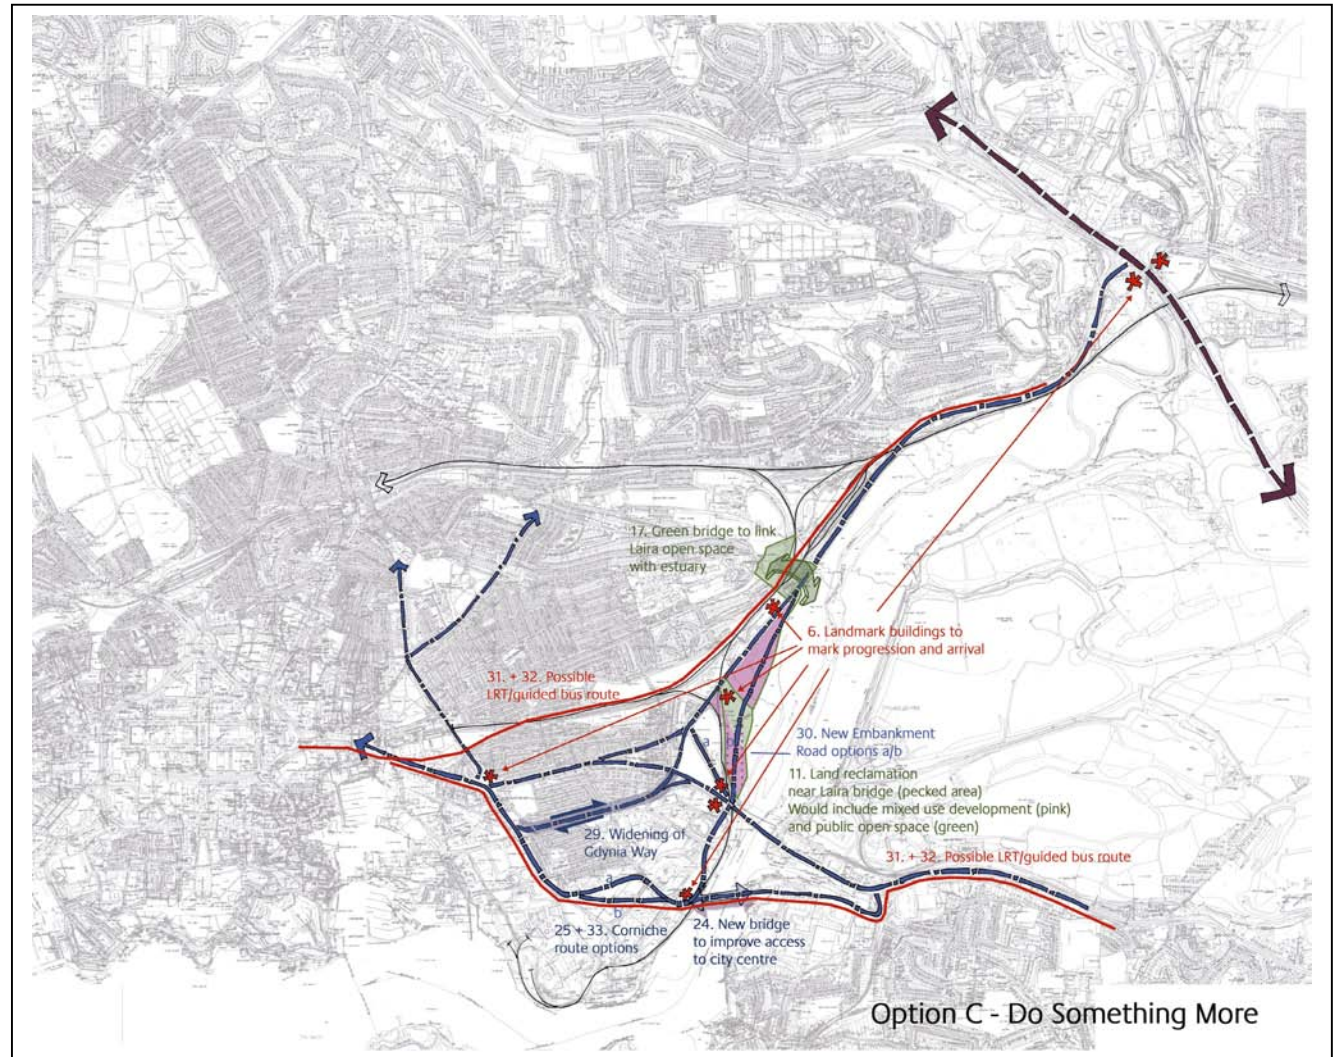 17. Green bridge to link
Laira open space
with estuary
6. Landmark buildings to
mark progression and arrival
31. + 32. Possible
LRT/guided bus route
a
b
30. New Embankment
Road options a/b
11. Land reclamation
near Laira bridge (pecked area)
Would include mixed use development (pink)
and public open space (green)
29. Widening of
Gdynia Way
31. + 32. Possible LRT/guided bus route
a
b
25 + 33. Corniche
route options
24. New bridge
to improve access
to city centre
Option C - Do Something More